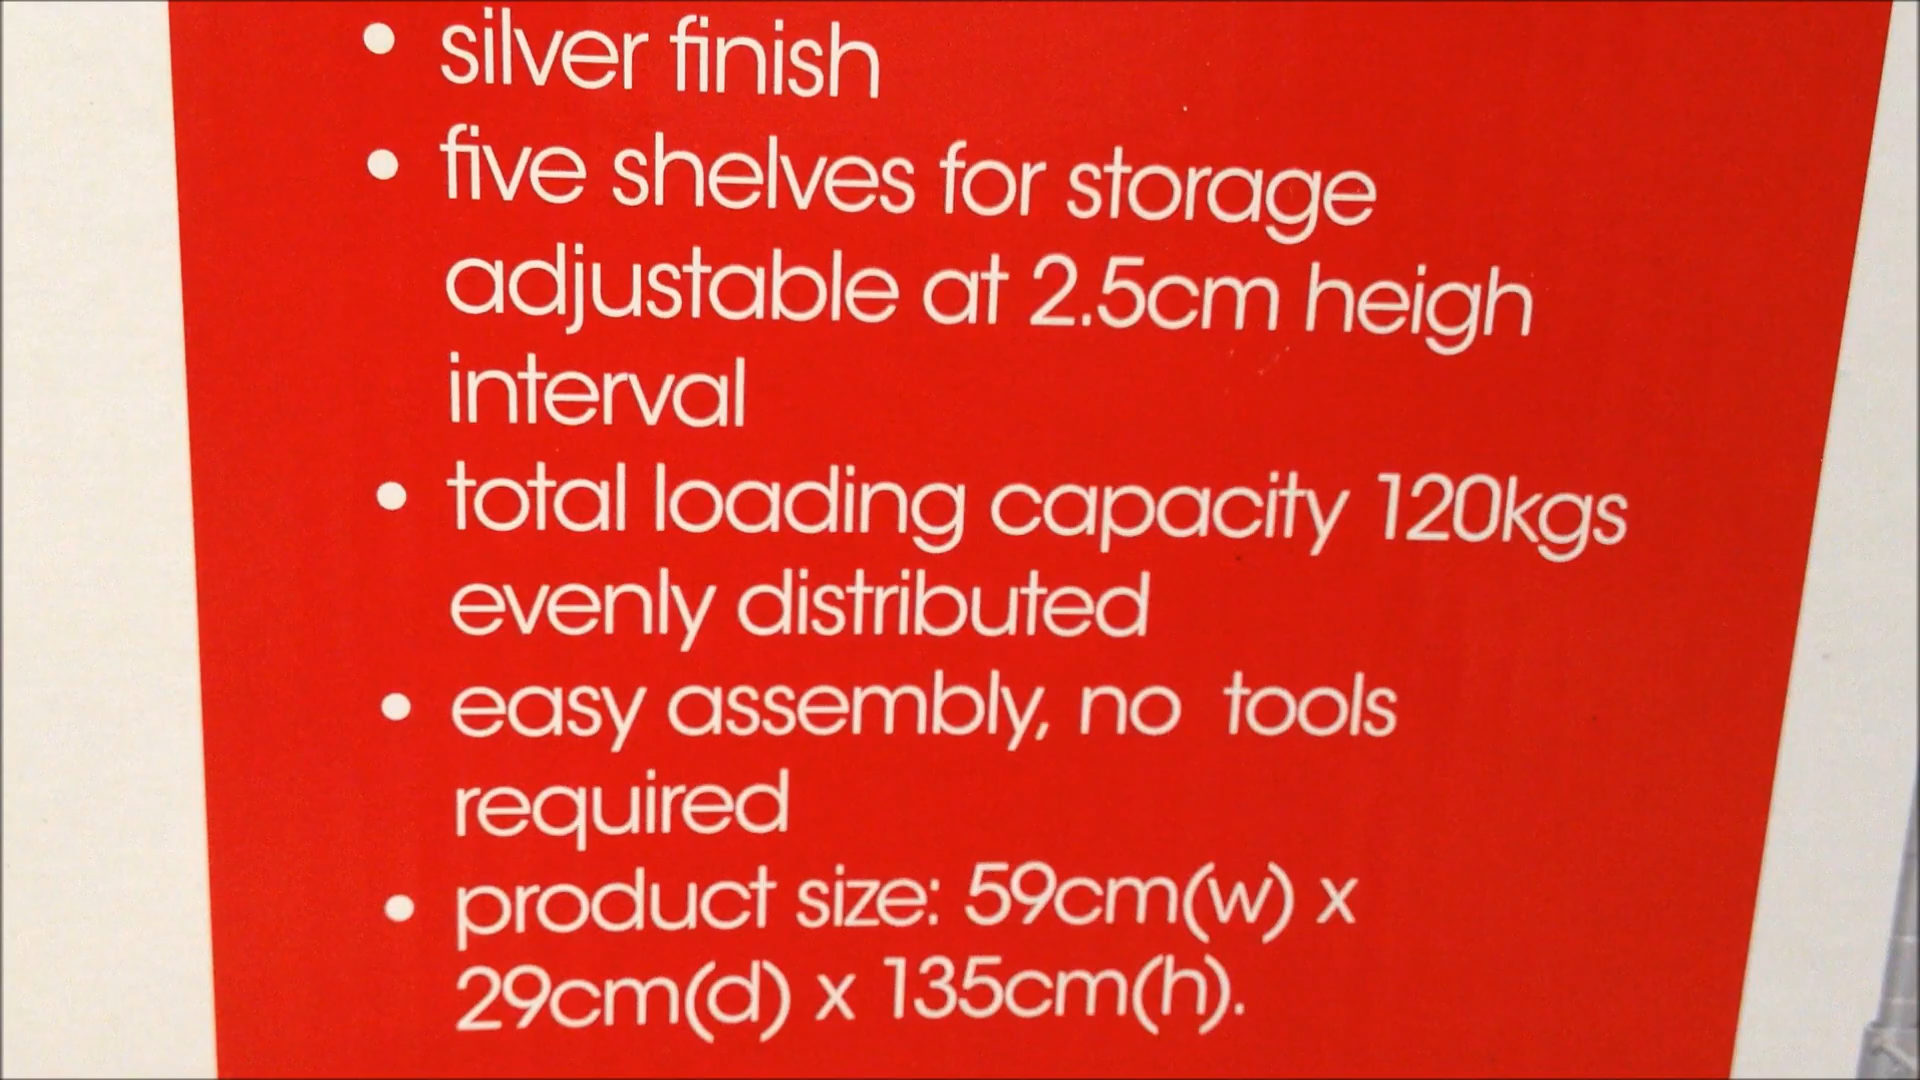 • silver finish
• five shelves for storage
adjustable at 2.5cm heigh
interval
• total loading capacity 120kgs
evenly distributed
• easy assembly, no tools
required
• product size: 59cm(w) x
29cm(d) x 135cm(h).